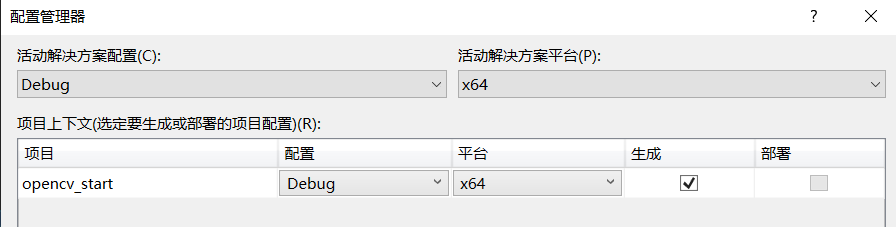 配置管理器
活动解决方案配置(C): 活动解决方案平台(P):
Debug x64
项目上下文(选定要生成或部署的项目配置)(R):
项目 配置 平台 生成 部署
opencv_start Debug x64